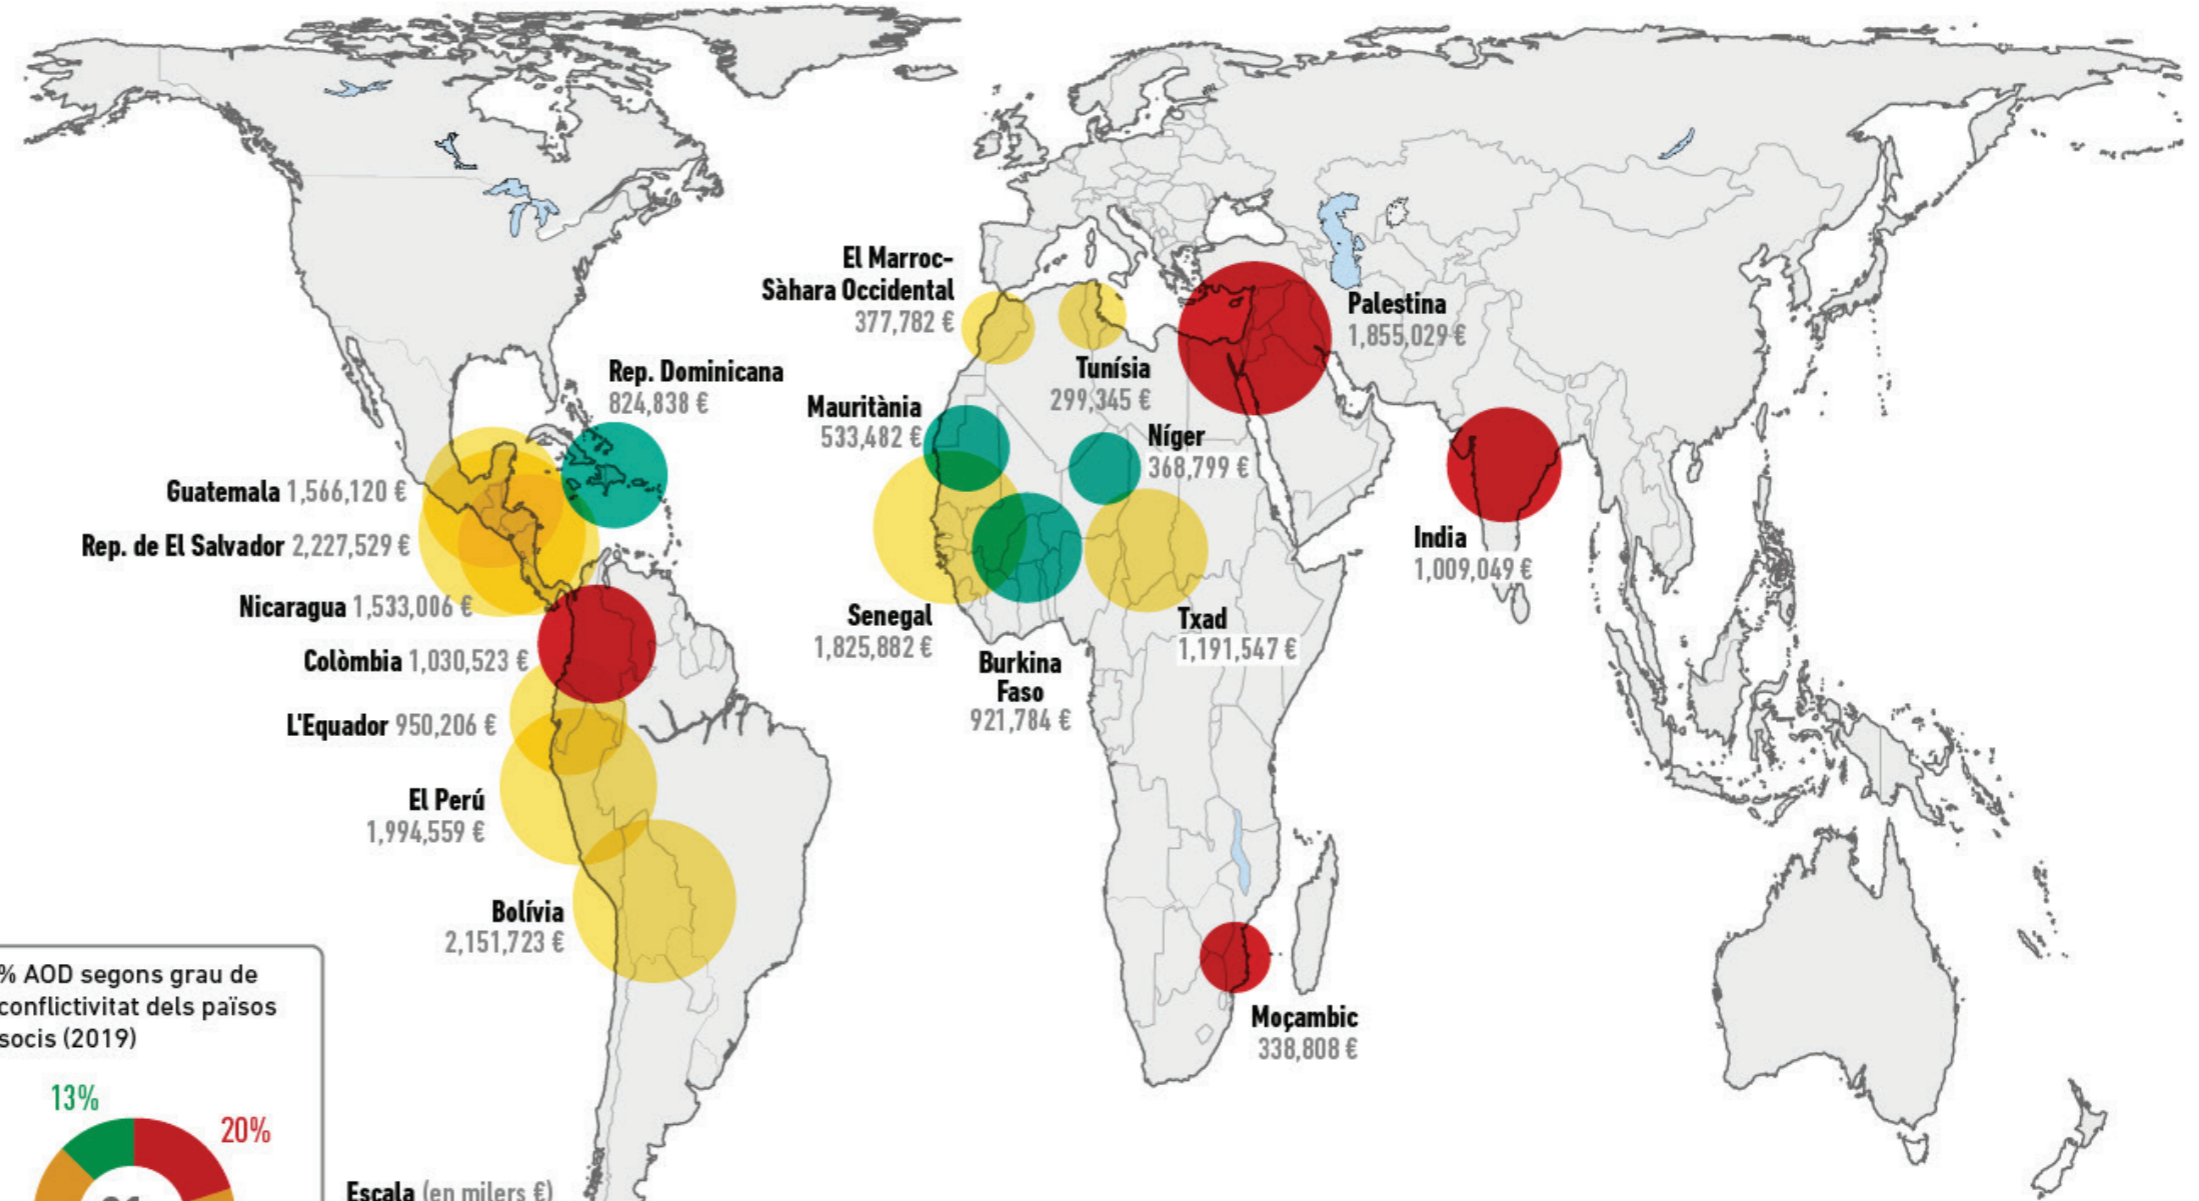 El Marroc-
Sàhara Occidental
377,782 €
Palestina
1,855,029 €
Rep. Dominicana
824,838 €
Tunísia
299,345 €
Mauritània
533,482 €
Níger
368,799 €
Guatemala 1,566,120 €
Rep. de El Salvador 2,227,529 €
Nicaragua 1,533,006 €
Colòmbia 1,030,523 €
L'Equador 950,206 €
El Perú
1,994,559 €
Bolívia
2,151,723 €
India
1,009,049 €
Senegal
1,825,882 €
Txad
1,191,547 €
Burkina
Faso
921,784 €
Moçambic
338,808 €
% AOD segons grau de
conflictivitat dels països
socis (2019)
13%
20%
Escala (en milers €)